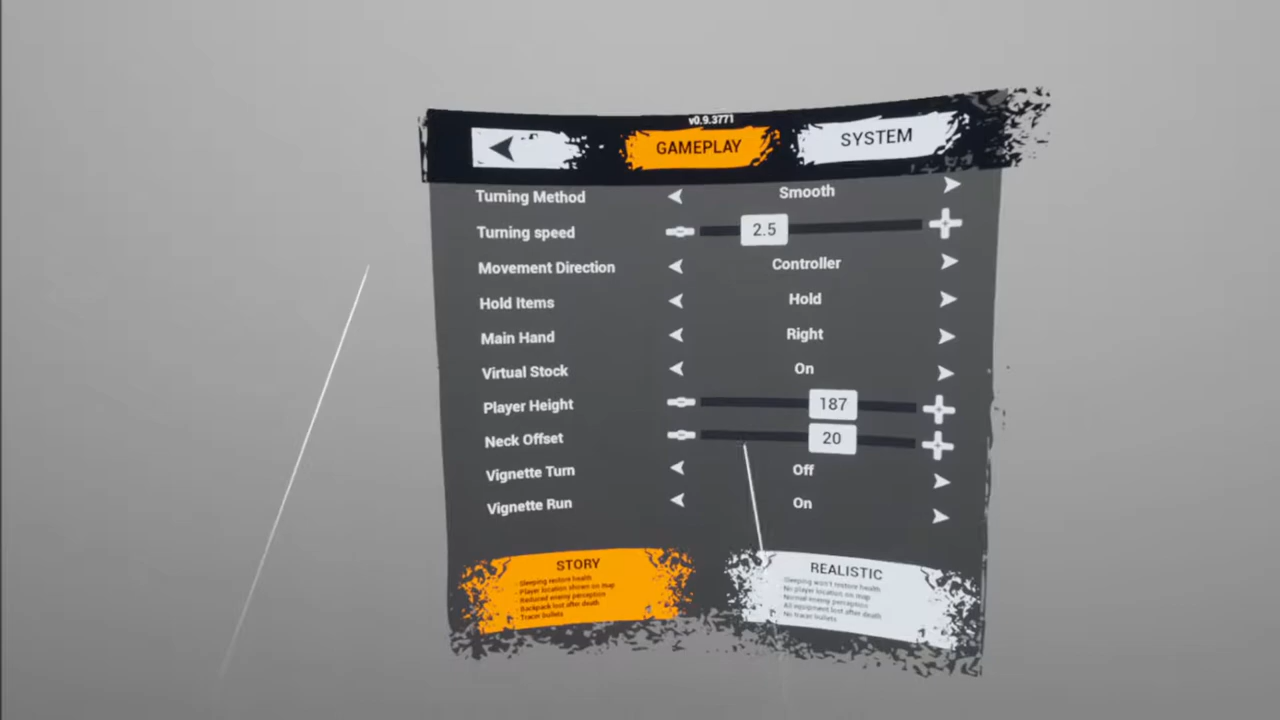 v0.9.3771
GAMEPLAY SYSTEM
Turning Method Smooth
Turning speed 2.5
Movement Direction Controller
Hold Items Hold
Main Hand Right
Virtual Stock On
Player Height 187
Neck Offset 20
Vignette Turn Off
Vignette Run On
STORY
- Sleeping restore health
- Player location shown on map
- Reduced enemy perception
- Backpack lost after death
- Tracer bullets
REALISTIC
- Sleeping won't restore health
- No player location on map
- Normal enemy perception
- All equipment lost after death
- No tracer bullets